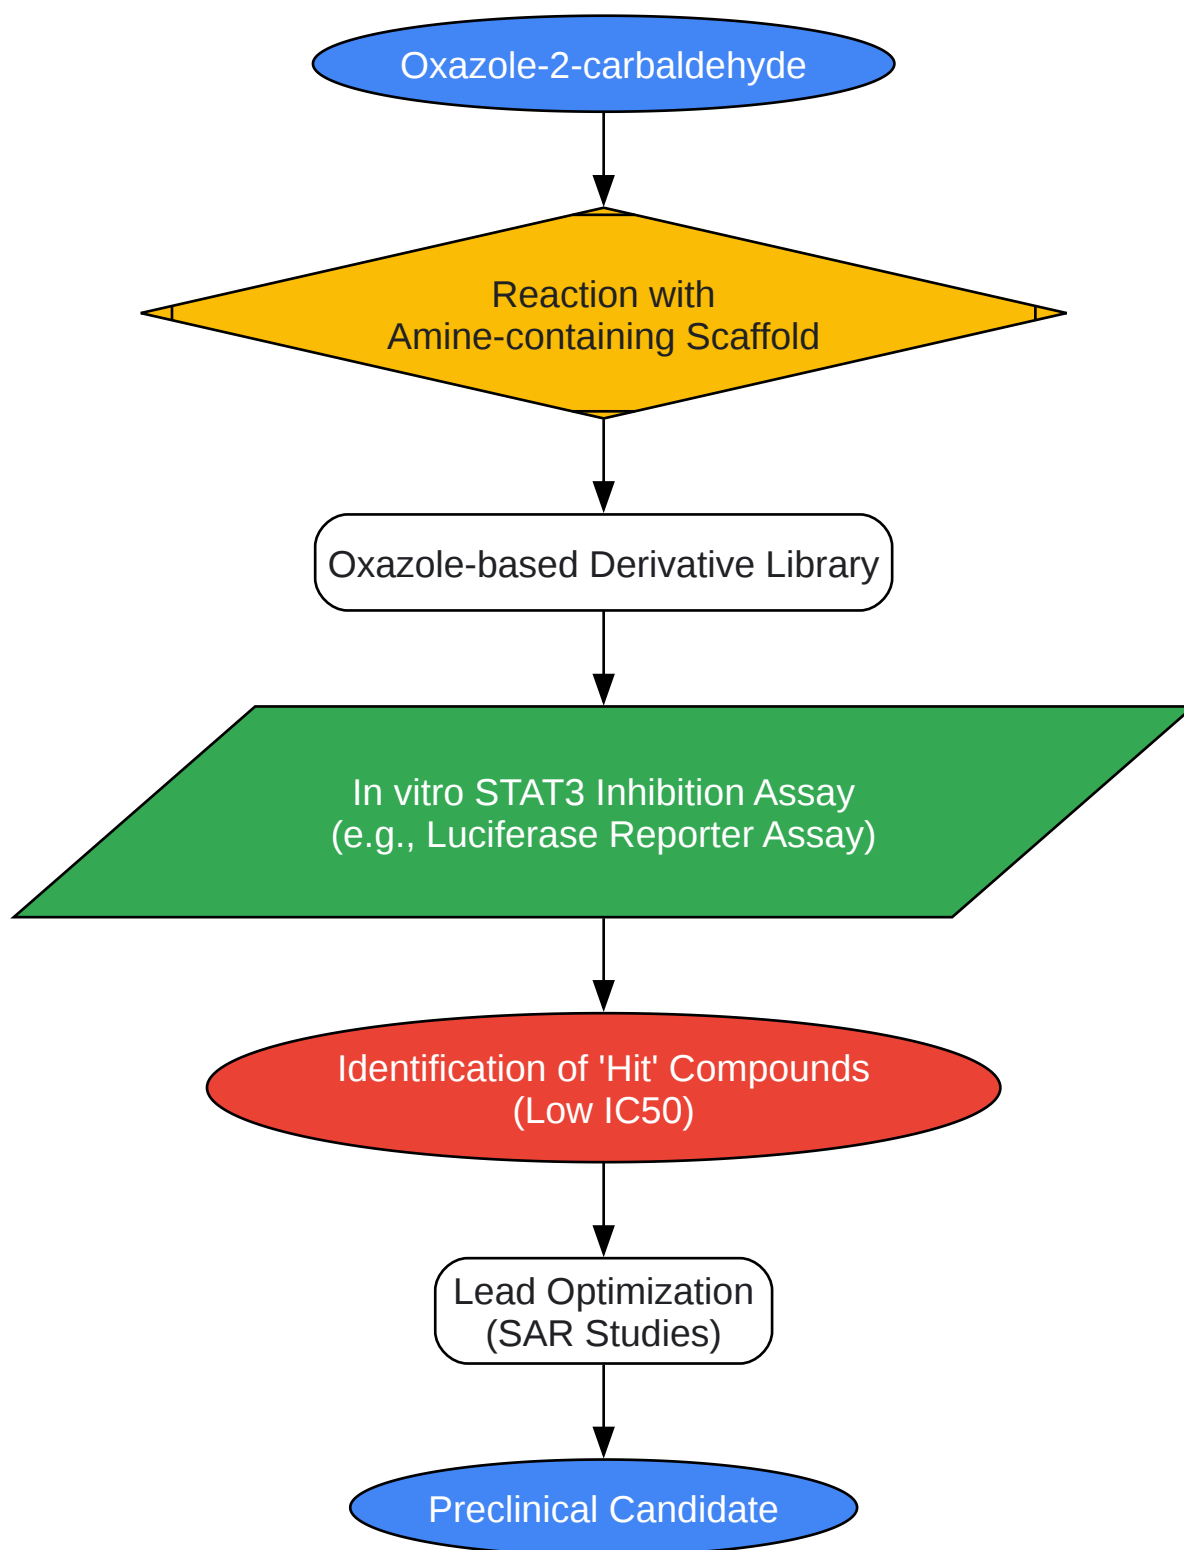 Oxazole-2-carbaldehyde
Reaction with
Amine-containing Scaffold
Oxazole-based Derivative Library
In vitro STAT3 Inhibition Assay
(e.g., Luciferase Reporter Assay)
Identification of 'Hit' Compounds
(Low IC50)
Lead Optimization
(SAR Studies)
Preclinical Candidate